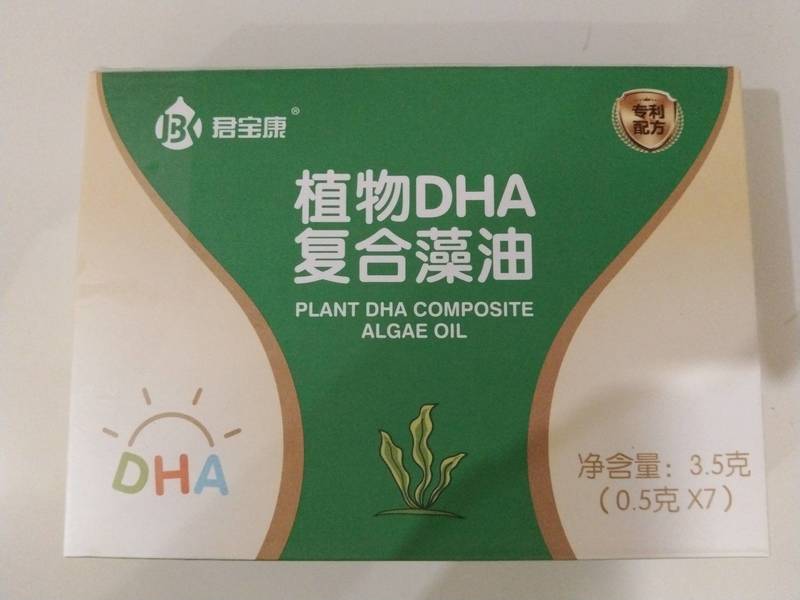 JBK 君宝康®
专利
配方
植物DHA
复合藻油
PLANT DHA COMPOSITE
ALGAE OIL
DHA
净含量：3.5克
（0.5克 X7）